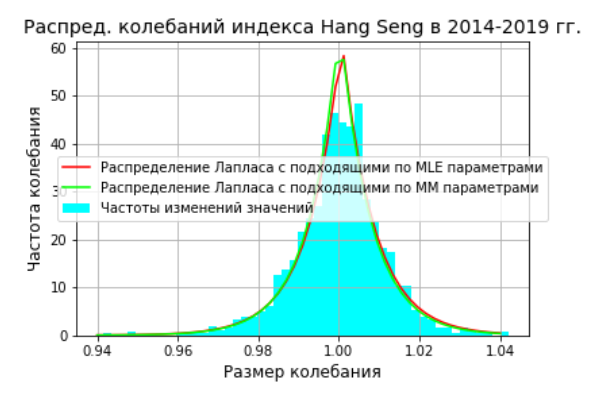 Распред. колебаний индекса Hang Seng в 2014-2019 гг.
60
50
40
30
20
10
0
Частота колебания
Распределение Лапласа с подходящими по MLE параметрами
Распределение Лапласа с подходящими по MM параметрами
Частоты изменений значений
0.94 0.96 0.98 1.00 1.02 1.04
Размер колебания